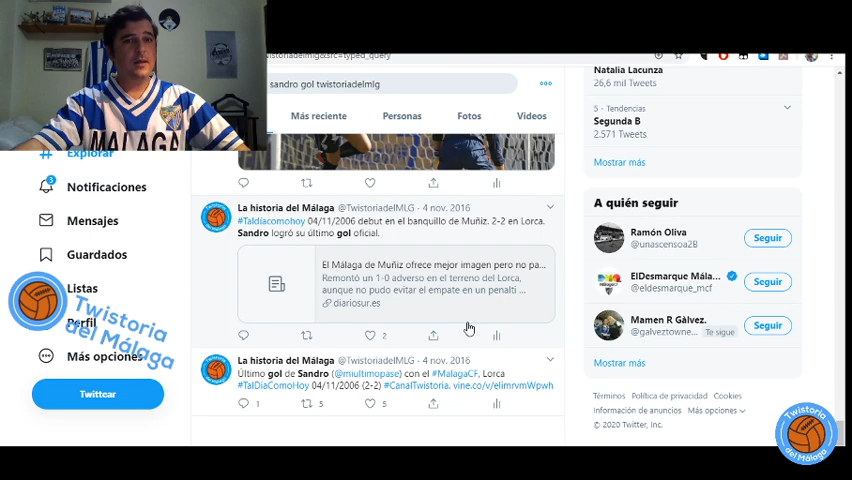 MALAGA
sandro gol twistoriadelmlg
Más reciente
Personas
Fotos
Videos
Explorar
3
Notificaciones
Mensajes
Guardados
Listas
Perfil
Más opciones
Twittear
Twistoria
del Málaga
La historia del Málaga @TwistoriadelMLG · 4 nov. 2016
#Taldíacomohoy 04/11/2006 debut en el banquillo de Muñiz. 2-2 en Lorca.
Sandro logró su último gol oficial.
El Málaga de Muñiz ofrece mejor imagen pero no pa...
Remontó un 1-0 adverso en el terreno del Lorca,
aunque no pudo evitar el empate en un penalti ...
diariosur.es
2
La historia del Málaga @TwistoriadelMLG · 4 nov. 2016
Último gol de Sandro (@miultimopase) con el #MalagaCF, Lorca
#TalDiaComoHoy 04/11/2006 (2-2) #CanalTwistoria. vine.co/v/eIimrvmWpwh
1
5
5
Natalia Lacunza
26,6 mil Tweets
5 · Tendencias
Segunda B
2.571 Tweets
Mostrar más
A quién seguir
Ramón Oliva
@unascensoa2B
Seguir
ElDesmarque Mála...
@eldesmarque_mcf
Seguir
Mamen R Gàlvez.
@galveztowne... Te sigue
Seguir
Mostrar más
Términos Política de privacidad Cookies
Información de anuncios Más opciones
© 2020 Twitter, Inc.
Twistoria
del Málaga